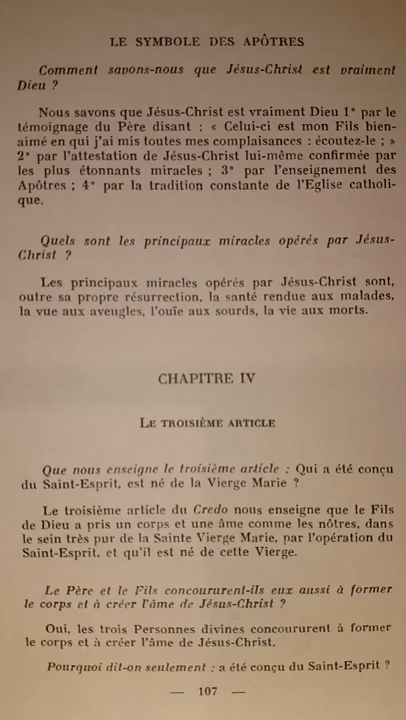 LE SYMBOLE DES APÔTRES
Comment savons-nous que Jésus-Christ est vraiment
Dieu ?
Nous savons que Jésus-Christ est vraiment Dieu 1° par le
témoignage du Père disant : « Celui-ci est mon Fils bien-
aimé en qui j'ai mis toutes mes complaisances : écoutez-le ; »
2° par l'attestation de Jésus-Christ lui-même confirmée par
les plus étonnants miracles ; 3° par l'enseignement des
Apôtres ; 4° par la tradition constante de l'Eglise catholi-
que.
Quels sont les principaux miracles opérés par Jésus-
Christ ?
Les principaux miracles opérés par Jésus-Christ sont,
outre sa propre résurrection, la santé rendue aux malades,
la vue aux aveugles, l'ouïe aux sourds, la vie aux morts.
CHAPITRE IV
LE TROISIÈME ARTICLE
Que nous enseigne le troisième article : Qui a été conçu
du Saint-Esprit, est né de la Vierge Marie ?
Le troisième article du Credo nous enseigne que le Fils
de Dieu a pris un corps et une âme comme les nôtres, dans
le sein très pur de la Sainte Vierge Marie, par l'opération du
Saint-Esprit, et qu'il est né de cette Vierge.
Le Père et le Fils concoururent-ils eux aussi à former
le corps et à créer l'âme de Jésus-Christ ?
Oui, les trois Personnes divines concoururent à former
le corps et à créer l'âme de Jésus-Christ.
Pourquoi dit-on seulement : a été conçu du Saint-Esprit ?
— 107 —